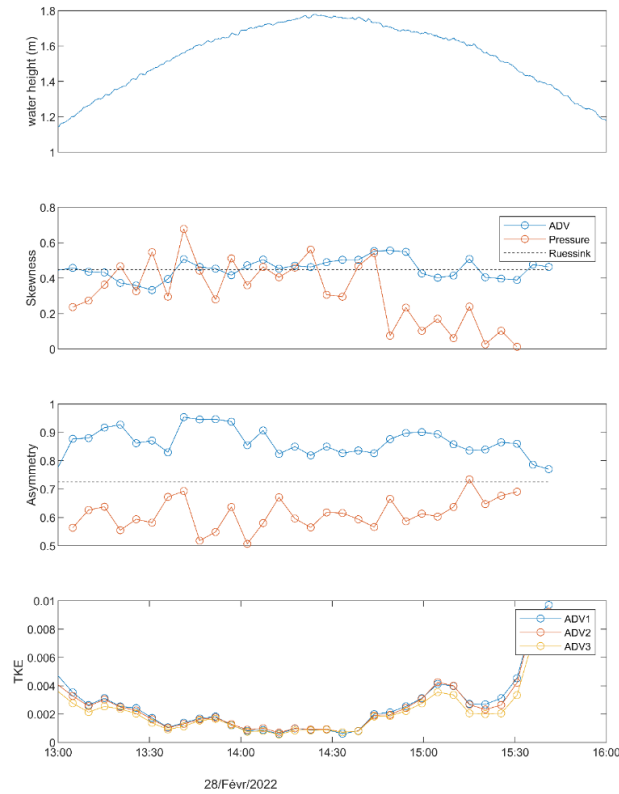 1.8
1.6
1.4
1.2
1
water height (m)
0.8
0.6
0.4
0.2
0
Skewness
ADV
Pressure
Ruessink
1
0.9
0.8
0.7
0.6
0.5
Asymmetry
0.01
0.008
0.006
0.004
0.002
0
TKE
ADV1
ADV2
ADV3
13:00 13:30 14:00 14:30 15:00 15:30 16:00
28/Févr/2022